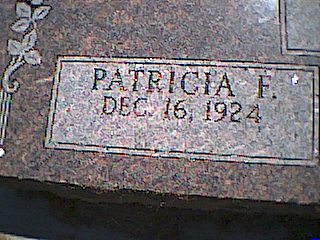 PATRICIA F.
DEC. 16, 1924